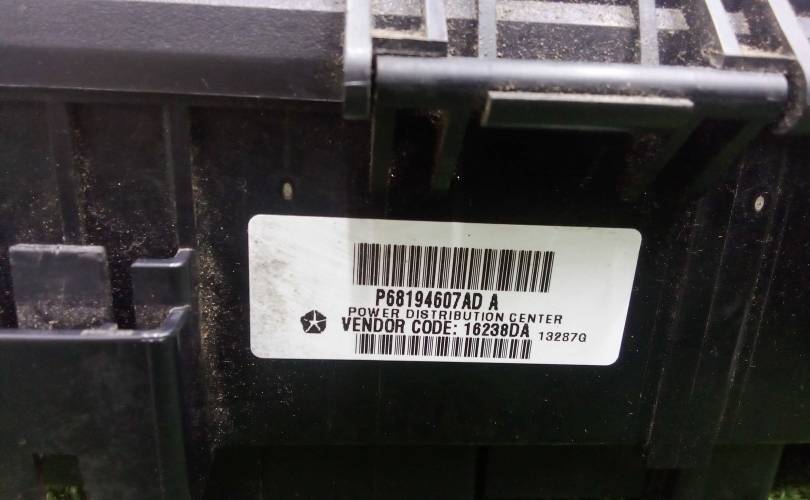 P68194607AD A
POWER DISTRIBUTION CENTER
VENDOR CODE: 16238DA 13287G